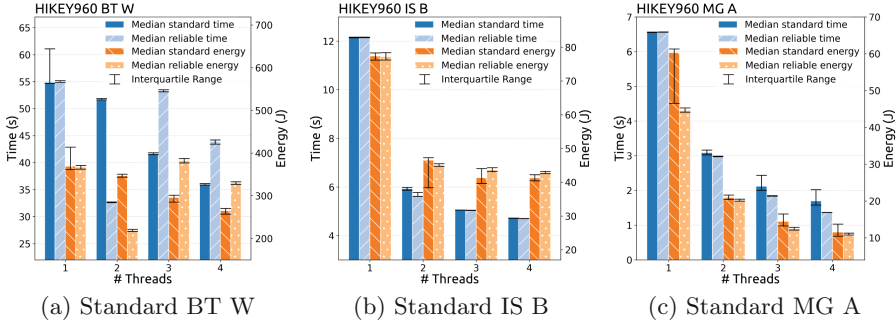 HIKEY960 BT W
Median standard time
Median reliable time
Median standard energy
Median reliable energy
Interquartile Range
Time (s)
60
55
50
45
40
35
30
25
Energy (J)
700
600
500
400
300
200
1 2 3 4
# Threads
(a) Standard BT W
HIKEY960 IS B
Median standard time
Median reliable time
Median standard energy
Median reliable energy
Interquartile Range
Time (s)
12
10
8
6
4
Energy (J)
80
70
60
50
40
30
20
1 2 3 4
# Threads
(b) Standard IS B
HIKEY960 MG A
Median standard time
Median reliable time
Median standard energy
Median reliable energy
Interquartile Range
Time (s)
7
6
5
4
3
2
1
0
Energy (J)
70
60
50
40
30
20
10
1 2 3 4
# Threads
(c) Standard MG A